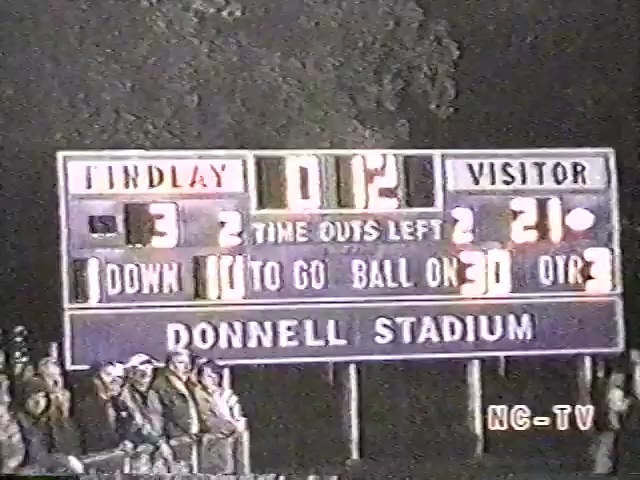 FINDLAY 0 12 VISITOR
3 2 TIME OUTS LEFT 2 21
1 DOWN 10 TO GO BALL ON 30 QTR 3
DONNELL STADIUM
NC-TV